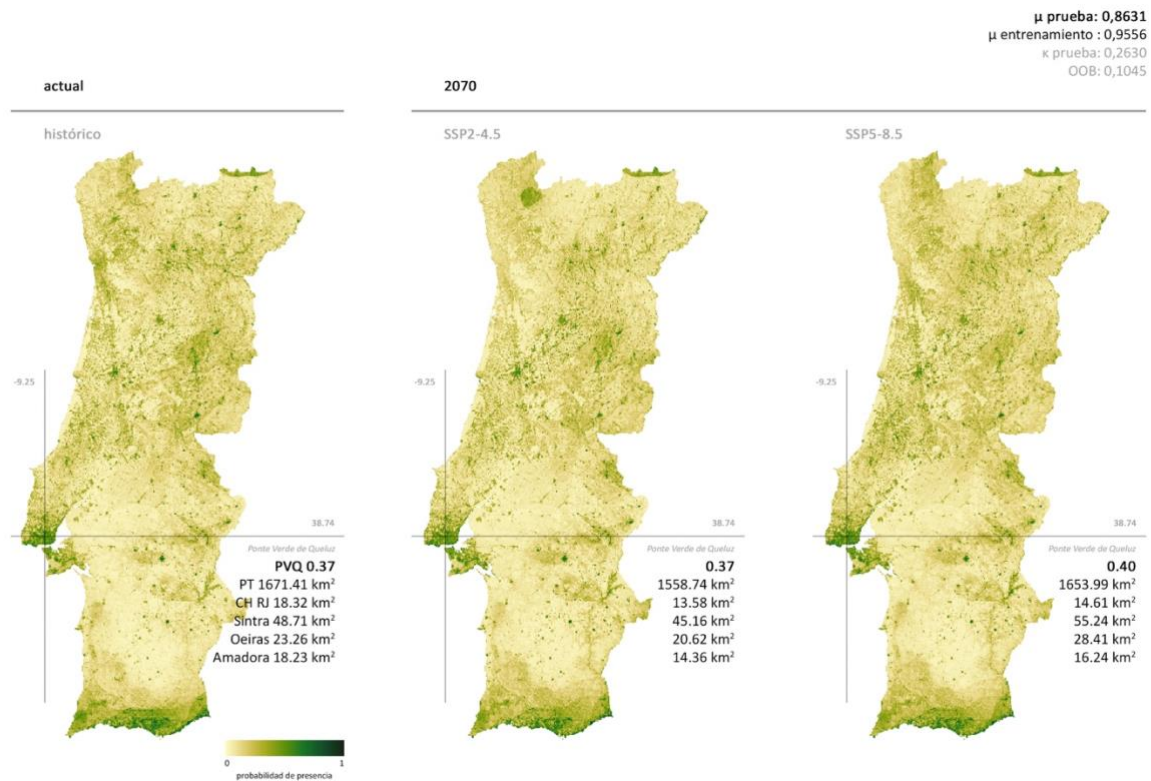 μ prueba: 0,8631
μ entrenamiento : 0,9556
κ prueba: 0,2630
OOB: 0,1045
actual
2070
histórico
SSP2-4.5
SSP5-8.5
-9.25
-9.25
-9.25
38.74
38.74
38.74
Ponte Verde de Queluz
PVQ 0.37
PT 1671.41 km²
CH RJ 18.32 km²
Sintra 48.71 km²
Oeiras 23.26 km²
Amadora 18.23 km²
Ponte Verde de Queluz
0.37
1558.74 km²
13.58 km²
45.16 km²
20.62 km²
14.36 km²
Ponte Verde de Queluz
0.40
1653.99 km²
14.61 km²
55.24 km²
28.41 km²
16.24 km²
0 1
probabilidad de presencia